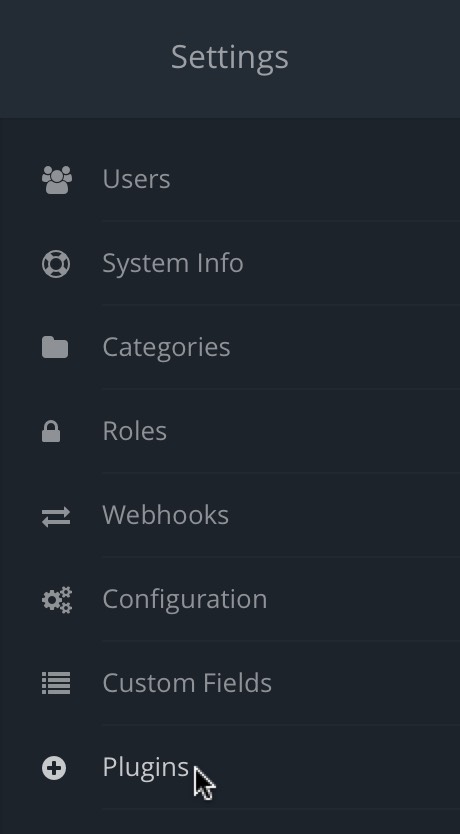 Settings
Users
System Info
Categories
Roles
Webhooks
Configuration
Custom Fields
Plugins